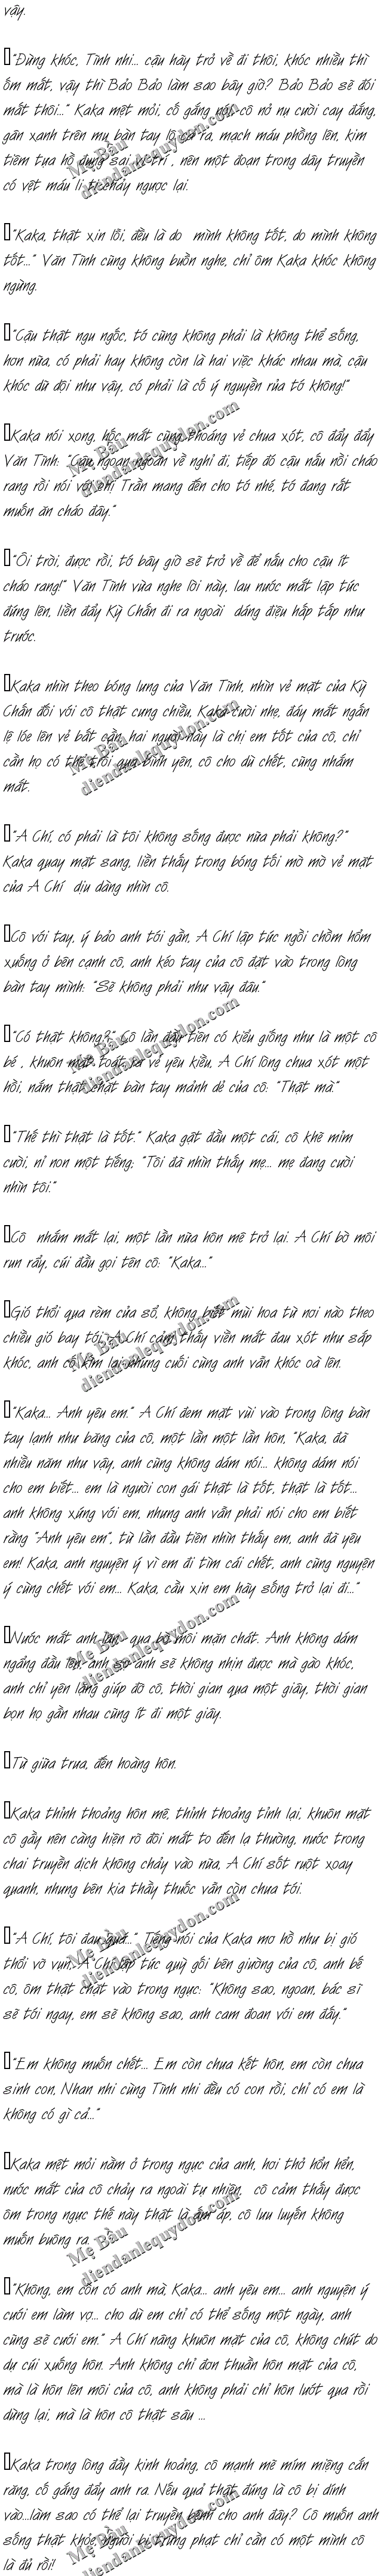 vậy.
"Đừng khóc, Tình nhi... cậu hãy trở về đi thôi, khóc nhiều thì
ốm mất, vậy thì Bảo Bảo làm sao bây giờ? Bảo Bảo sẽ đói
mất thôi..." Kaka mệt mỏi, cố gắng nặn cô nở nụ cười cay đắng,
gân xanh trên mu bàn tay lộ cả ra, mạch máu phồng lên, kim
tiêm tựa hồ dụng sai vị trí , nên một đoạn trong dây truyền
có vệt máu li ti chảy ngược lại.
"Kaka, thật xin lỗi, đều là do mình không tốt, do mình không
tốt..." Văn Tình cũng không buồn nghe, chỉ ôm Kaka khóc không
ngừng.
"Cậu thật ngu ngốc, tớ cũng không phải là không thể sống,
hơn nữa, có phải hay không còn là hai việc khác nhau mà, cậu
khóc dữ dội như vậy, có phải là cố ý nguyền rủa tớ không!"
Kaka nói xong, hốc mắt cũng thoáng vẻ chua xót, cô đẩy đẩy
Văn Tình: "Cậu ngoan ngoãn về nghỉ đi, tiếp đó cậu nấu nồi cháo
rang rồi nói với em Trần mang đến cho tớ nhé, tớ đang rất
muốn ăn cháo đây."
"Ôi trời, được rồi, tớ bây giờ sẽ trở về để nấu cho cậu ít
cháo rang!" Văn Tình vừa nghe lời này, lau nước mắt lập tức
đứng lên, liền đẩy Kỳ Chấn đi ra ngoài dáng điệu hấp tấp như
trước.
Kaka nhìn theo bóng lưng của Văn Tình, nhìn vẻ mặt của Kỳ
Chấn đối với cô thật cưng chiều, Kaka cười nhẹ, đáy mắt ngấn
lệ lóe lên vẻ bất cần, hai người này là chị em tốt của cô, chỉ
cần họ có thể trôi qua bình yên, cô cho dù chết, cũng nhắm
mắt.
"A Chí, có phải là tôi không sống được nữa phải không?"
Kaka quay mặt sang, liền thấy trong bóng tối mờ mờ vẻ mặt
của A Chí dịu dàng nhìn cô.
Cô với tay, ý bảo anh tới gần, A Chí lập tức ngồi chồm hổm
xuống ở bên cạnh cô, anh kéo tay của cô đặt vào trong lòng
bàn tay mình: "Sẽ không phải như vậy đâu."
"Có thật không?" Cô lần đầu tiên có kiểu giống như là một cô
bé , khuôn mặt toát ra vẻ yêu kiều, A Chí lòng chua xót một
hồi, nắm thật chặt bàn tay mảnh dẻ của cô: "Thật mà."
"Thế thì thật là tốt." Kaka gật đầu một cái, cô khẽ mỉm
cười, nỉ non một tiếng: "Tôi đã nhìn thấy mẹ... mẹ đang cười
nhìn tôi."
Cô nhắm mắt lại, một lần nữa hôn mê trở lại. A Chí bờ môi
run rẩy, cúi đầu gọi tên cô: "Kaka..."
Gió thổi qua rèm cửa sổ, không biết mùi hoa từ nơi nào theo
chiều gió bay tới, A Chí cảm thấy viền mắt đau xót như sắp
khóc, anh cố kìm lại nhưng cuối cùng anh vẫn khóc oà lên.
"Kaka... Anh yêu em." A Chí đem mặt vùi vào trong lòng bàn
tay lạnh như băng của cô, một lần một lần hôn, "Kaka, đã
nhiều năm như vậy, anh cũng không dám nói... không dám nói
cho em biết... em là người con gái thật là tốt, thật là tốt...
anh không xứng với em, nhưng anh vẫn phải nói cho em biết
rằng "Anh yêu em", từ lần đầu tiên nhìn thấy em, anh đã yêu
em! Kaka, anh nguyện ý vì em đi tìm cái chết, anh cũng nguyện
ý cùng chết với em... Kaka, cầu xin em hãy sống trở lại đi..."
Nước mắt anh lăn qua bờ môi mặn chát. Anh không dám
ngẩng đầu lên, anh sợ anh sẽ không nhịn được mà gào khóc,
anh chỉ yên lặng giúp đỡ cô, thời gian qua một giây, thời gian
bọn họ gần nhau cũng ít đi một giây.
Từ giữa trưa, đến hoàng hôn.
Kaka thỉnh thoảng hôn mê, thỉnh thoảng tỉnh lại, khuôn mặt
cô gầy nên càng hiện rõ đôi mắt to đến lạ thường, nước trong
chai truyền dịch không chảy vào nữa, A Chí sốt ruột xoay
quanh, nhưng bên kia thầy thuốc vẫn còn chưa tới.
"A Chí, tôi đau quá..." Tiếng nói của Kaka mơ hồ như bị gió
thổi vỡ vụn, A Chí lập tức quỳ gối bên giường của cô, anh bế
cô, ôm thật chặt vào trong ngực: "Không sao, ngoan, bác sĩ
sẽ tới ngay, em sẽ không sao, anh cam đoan với em đấy."
"Em không muốn chết... Em còn chưa kết hôn, em còn chưa
sinh con, Nhan nhi cùng Tình nhi đều có con rồi, chỉ có em là
không có gì cả..."
Kaka mệt mỏi nằm ở trong ngực của anh, hơi thở hổn hển,
nước mắt của cô chảy ra ngoài tự nhiên, cô cảm thấy được
ôm trong ngực thế này thật là ấm áp, cô lưu luyến không
muốn buông ra.
"Không, em còn có anh mà, Kaka... anh yêu em... anh nguyện ý
cưới em làm vợ... cho dù em chỉ có thể sống một ngày, anh
cũng sẽ cưới em." A Chí nâng khuôn mặt của cô, không chút do
dự cúi xuống hôn. Anh không chỉ đơn thuần hôn mặt của cô,
mà là hôn lên môi của cô, anh không phải chỉ hôn lướt qua rồi
dừng lại, mà là hôn cô thật sâu ...
Kaka trong lòng đầy kinh hoảng, cô mạnh mẽ mím miệng cắn
răng, cố gắng đẩy anh ra. Nếu quả thật đúng là cô bị dính
vào...làm sao có thể lại truyền bệnh cho anh đây? Cô muốn anh
sống thật khỏe, người bị trừng phạt chỉ cần có một mình cô
là đủ rồi!
Mẹ Bầu
diendanlequydon.com